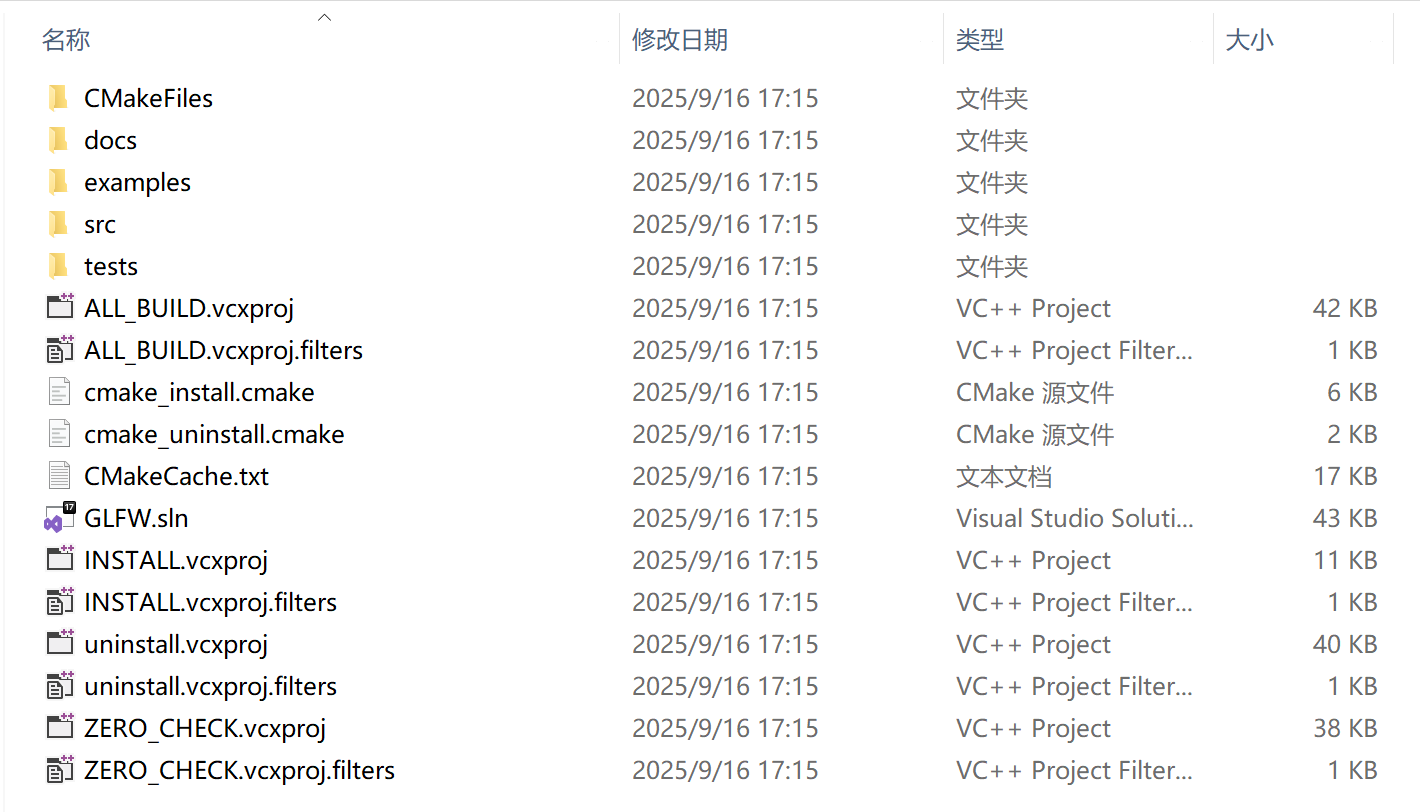 名称 修改日期 类型 大小
CMakeFiles 2025/9/16 17:15 文件夹
docs 2025/9/16 17:15 文件夹
examples 2025/9/16 17:15 文件夹
src 2025/9/16 17:15 文件夹
tests 2025/9/16 17:15 文件夹
ALL_BUILD.vcxproj 2025/9/16 17:15 VC++ Project 42 KB
ALL_BUILD.vcxproj.filters 2025/9/16 17:15 VC++ Project Filter... 1 KB
cmake_install.cmake 2025/9/16 17:15 CMake 源文件 6 KB
cmake_uninstall.cmake 2025/9/16 17:15 CMake 源文件 2 KB
CMakeCache.txt 2025/9/16 17:15 文本文档 17 KB
17 GLFW.sln 2025/9/16 17:15 Visual Studio Soluti... 43 KB
INSTALL.vcxproj 2025/9/16 17:15 VC++ Project 11 KB
INSTALL.vcxproj.filters 2025/9/16 17:15 VC++ Project Filter... 1 KB
uninstall.vcxproj 2025/9/16 17:15 VC++ Project 40 KB
uninstall.vcxproj.filters 2025/9/16 17:15 VC++ Project Filter... 1 KB
ZERO_CHECK.vcxproj 2025/9/16 17:15 VC++ Project 38 KB
ZERO_CHECK.vcxproj.filters 2025/9/16 17:15 VC++ Project Filter... 1 KB